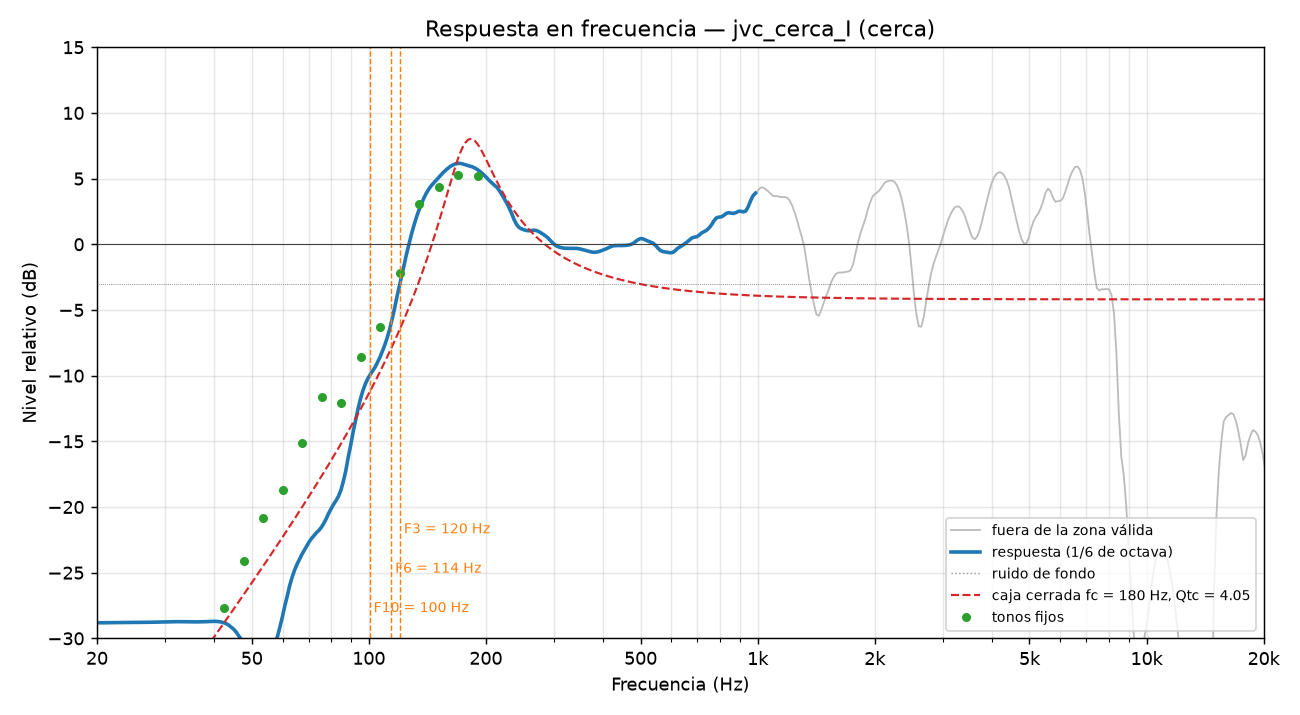 Respuesta en frecuencia — jvc_cerca_I (cerca)
15
10
5
0
−5
−10
−15
−20
−25
−30
Nivel relativo (dB)
F3 = 120 Hz
F6 = 114 Hz
F10 = 100 Hz
fuera de la zona válida
respuesta (1/6 de octava)
ruido de fondo
caja cerrada fc = 180 Hz, Qtc = 4.05
tonos fijos
20 50 100 200 500 1k 2k 5k 10k 20k
Frecuencia (Hz)